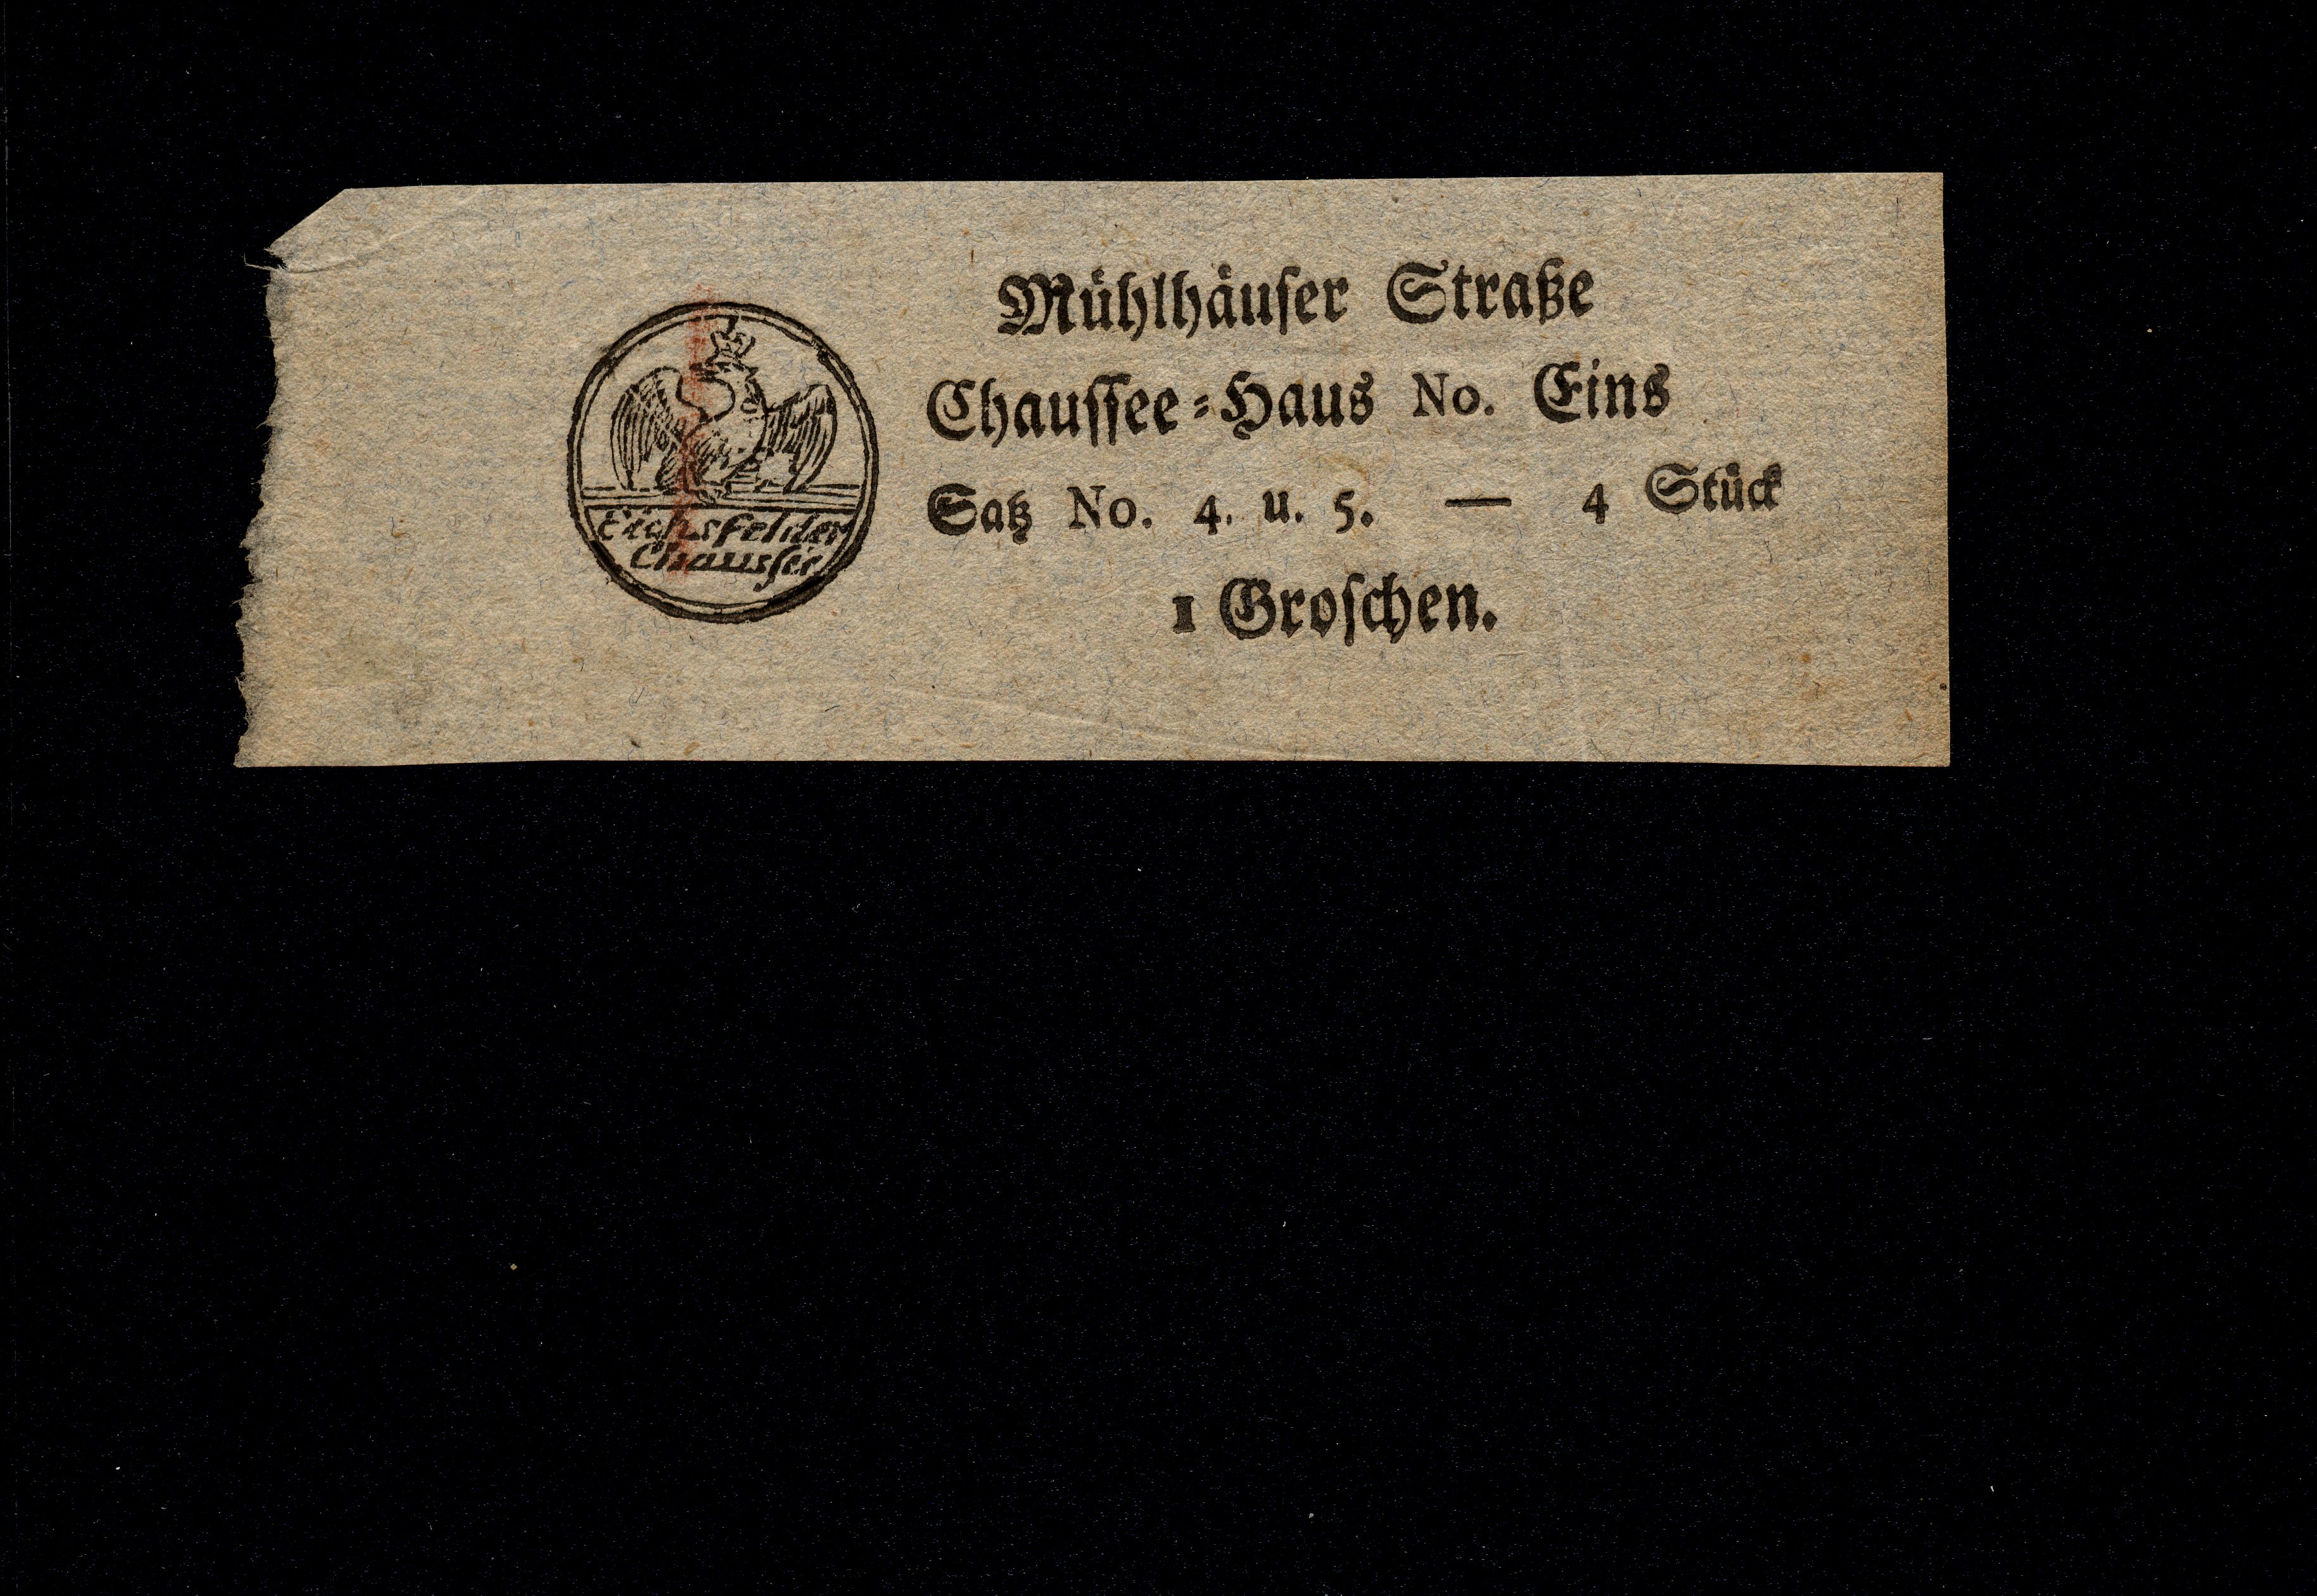 Eichsfelder
Chaussee
Mühlhäuſer Straße
Chauſſee-Haus No. Eins
Satz No. 4. u. 5. — 4 Stück
1 Groſchen.